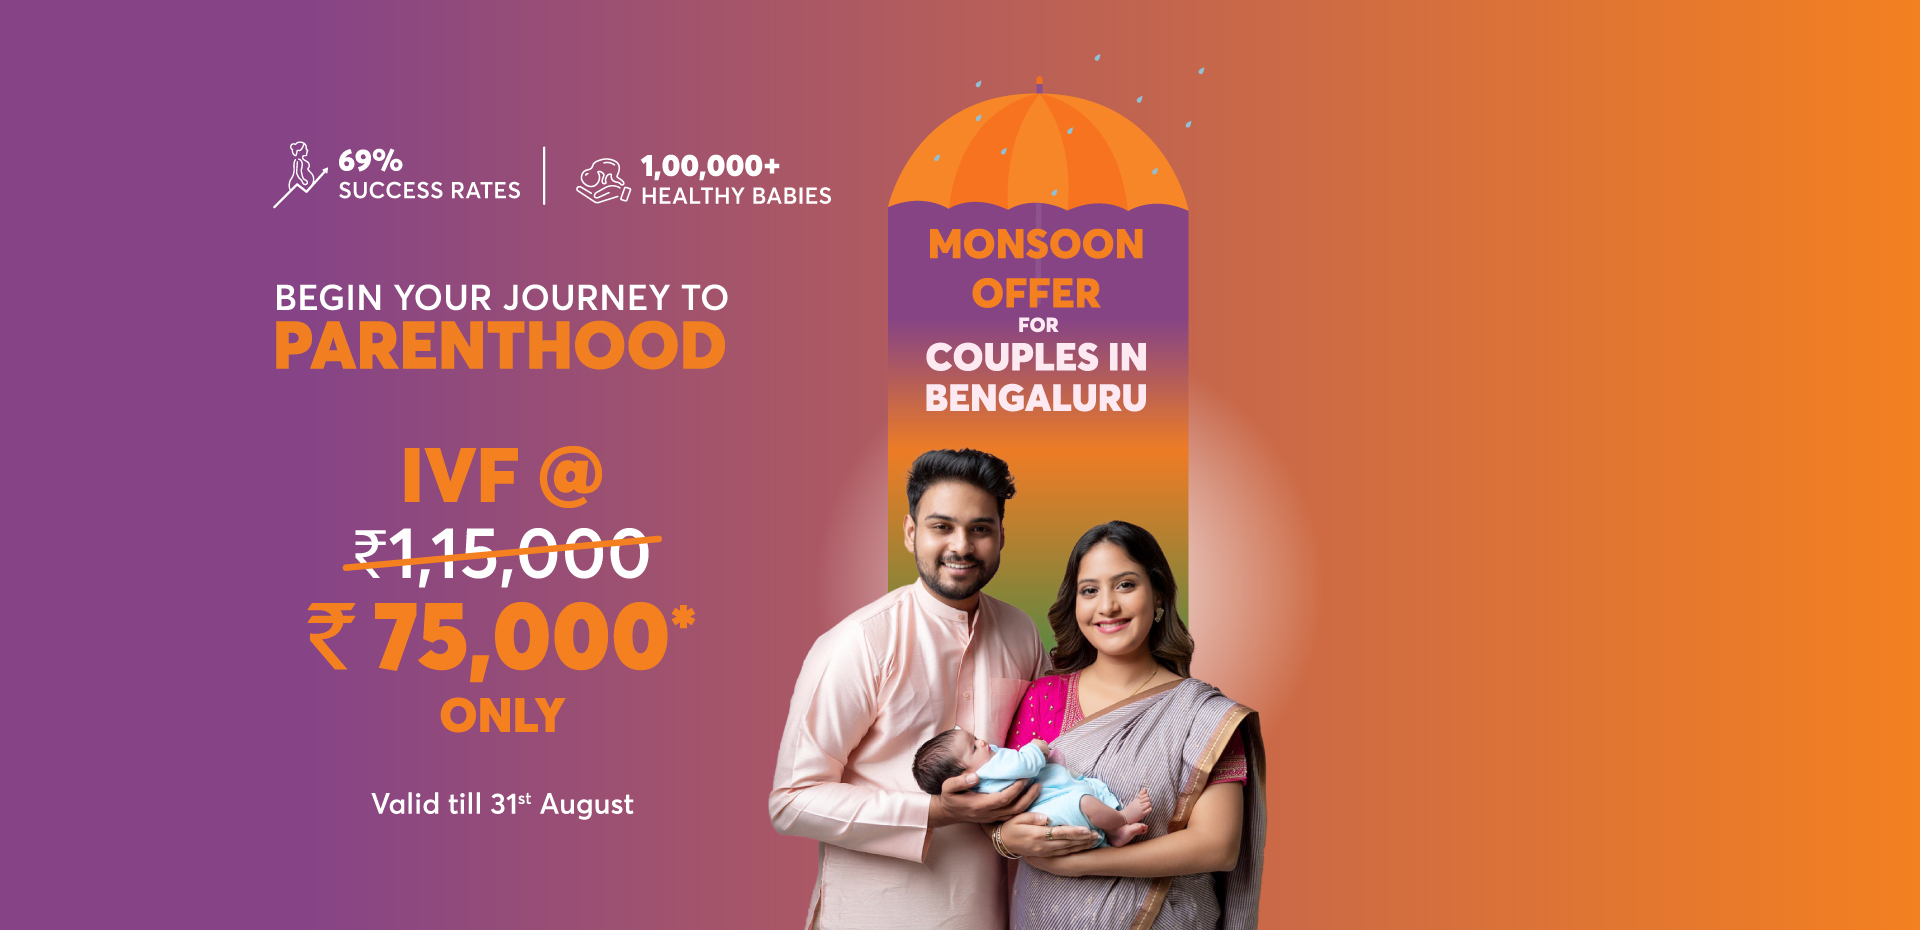 69%
SUCCESS RATES
1,00,000+
HEALTHY BABIES
BEGIN YOUR JOURNEY TO
PARENTHOOD
IVF @
₹1,15,000
₹ 75,000*
ONLY
Valid till 31st August
MONSOON
OFFER
FOR
COUPLES IN
BENGALURU